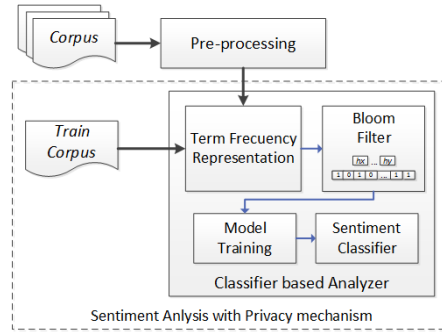 Corpus
Pre-processing
Train
Corpus
Term Frecuency
Representation
Bloom
Filter
hx ... hy
1 0 1 0 ... 1 1
Model
Training
Sentiment
Classifier
Classifier based Analyzer
Sentiment Anlysis with Privacy mechanism